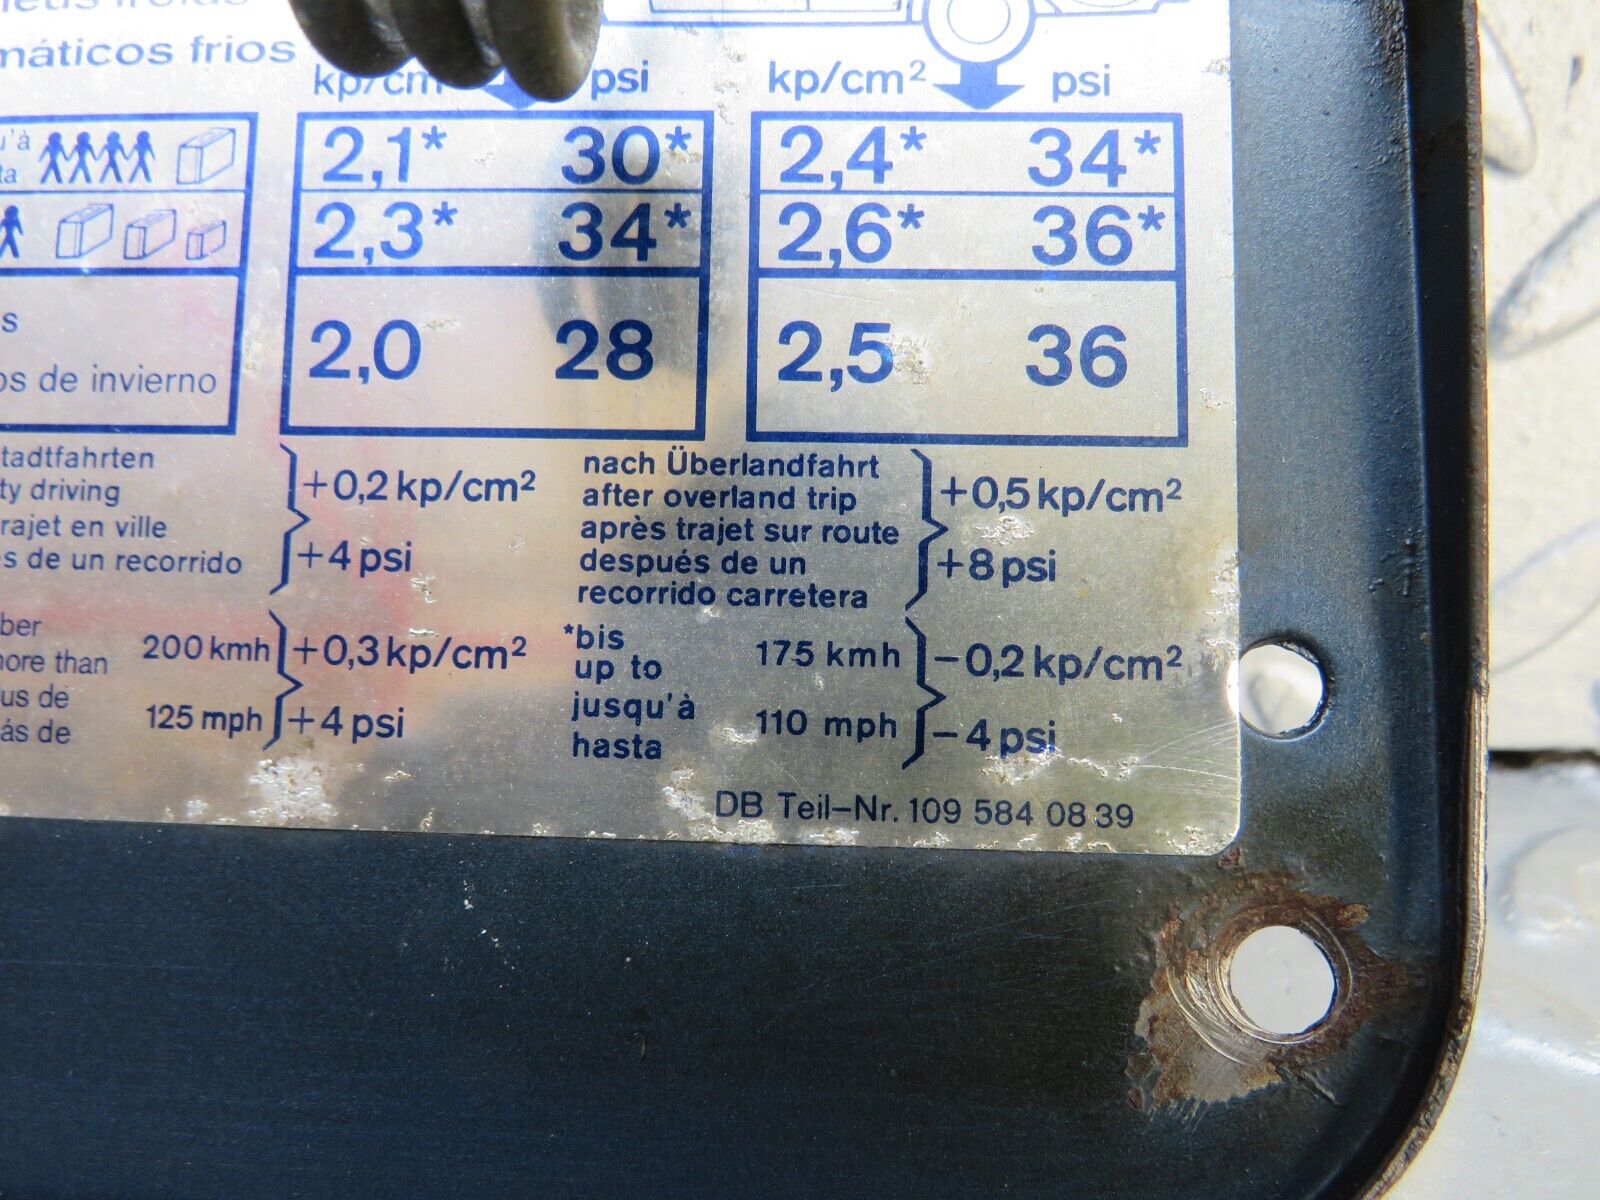 máticos frios
kp/cm psi kp/cm² psi
u'à
ta
2,1* 30* 2,4* 34*
2,3* 34* 2,6* 36*
s
os de invierno
2,0 28 2,5 36
tadtfahrten
ty driving
rajet en ville
s de un recorrido
+0,2 kp/cm²
+4 psi
nach Überlandfahrt
after overland trip
après trajet sur route
después de un
recorrido carretera
+0,5 kp/cm²
+8 psi
ber
more than
lus de
ás de
200 kmh
125 mph
+0,3 kp/cm²
+4 psi
*bis
up to
jusqu'à
hasta
175 kmh
110 mph
-0,2 kp/cm²
-4 psi
DB Teil-Nr. 109 584 08 39